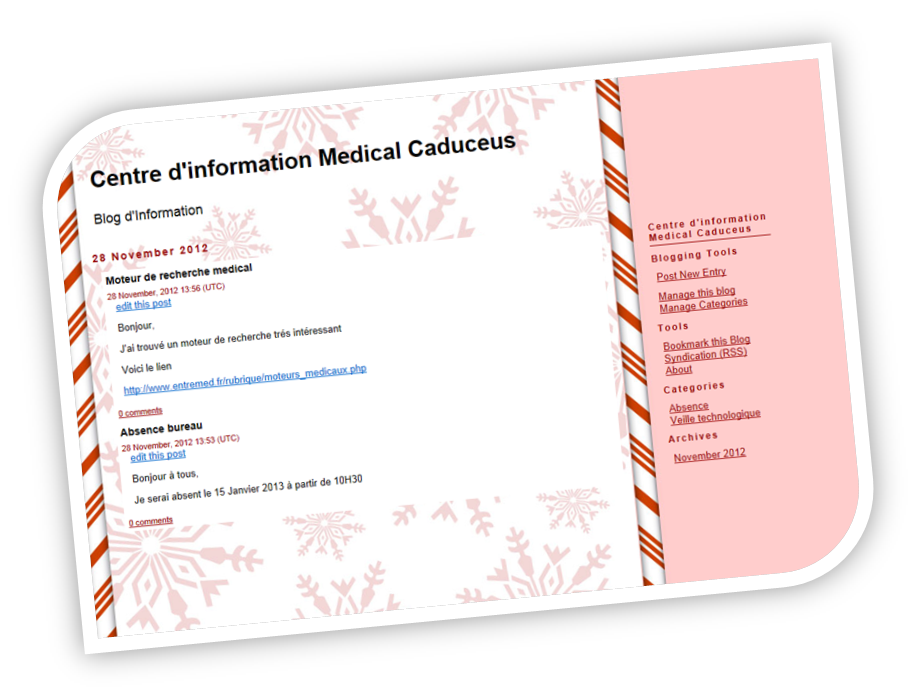 Centre d'information Medical Caduceus
Blog d'Information
28 November 2012
Moteur de recherche medical
28 November, 2012 13:56 (UTC)
edit this post
Bonjour,
J'ai trouvé un moteur de recherche trés intéressant
Voici le lien
http://www.entremed.fr/rubrique/moteurs_medicaux.php
0 comments
Absence bureau
28 November, 2012 13:53 (UTC)
edit this post
Bonjour à tous,
Je serai absent le 15 Janvier 2013 à partir de 10H30
0 comments
Centre d'information
Medical Caduceus
Blogging Tools
Post New Entry
Manage this blog
Manage Categories
Tools
Bookmark this Blog
Syndication (RSS)
About
Categories
Absence
Veille technologique
Archives
November 2012